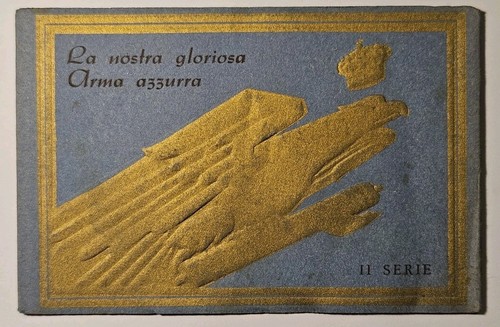 La nostra gloriosa
Arma azzurra
II SERIE